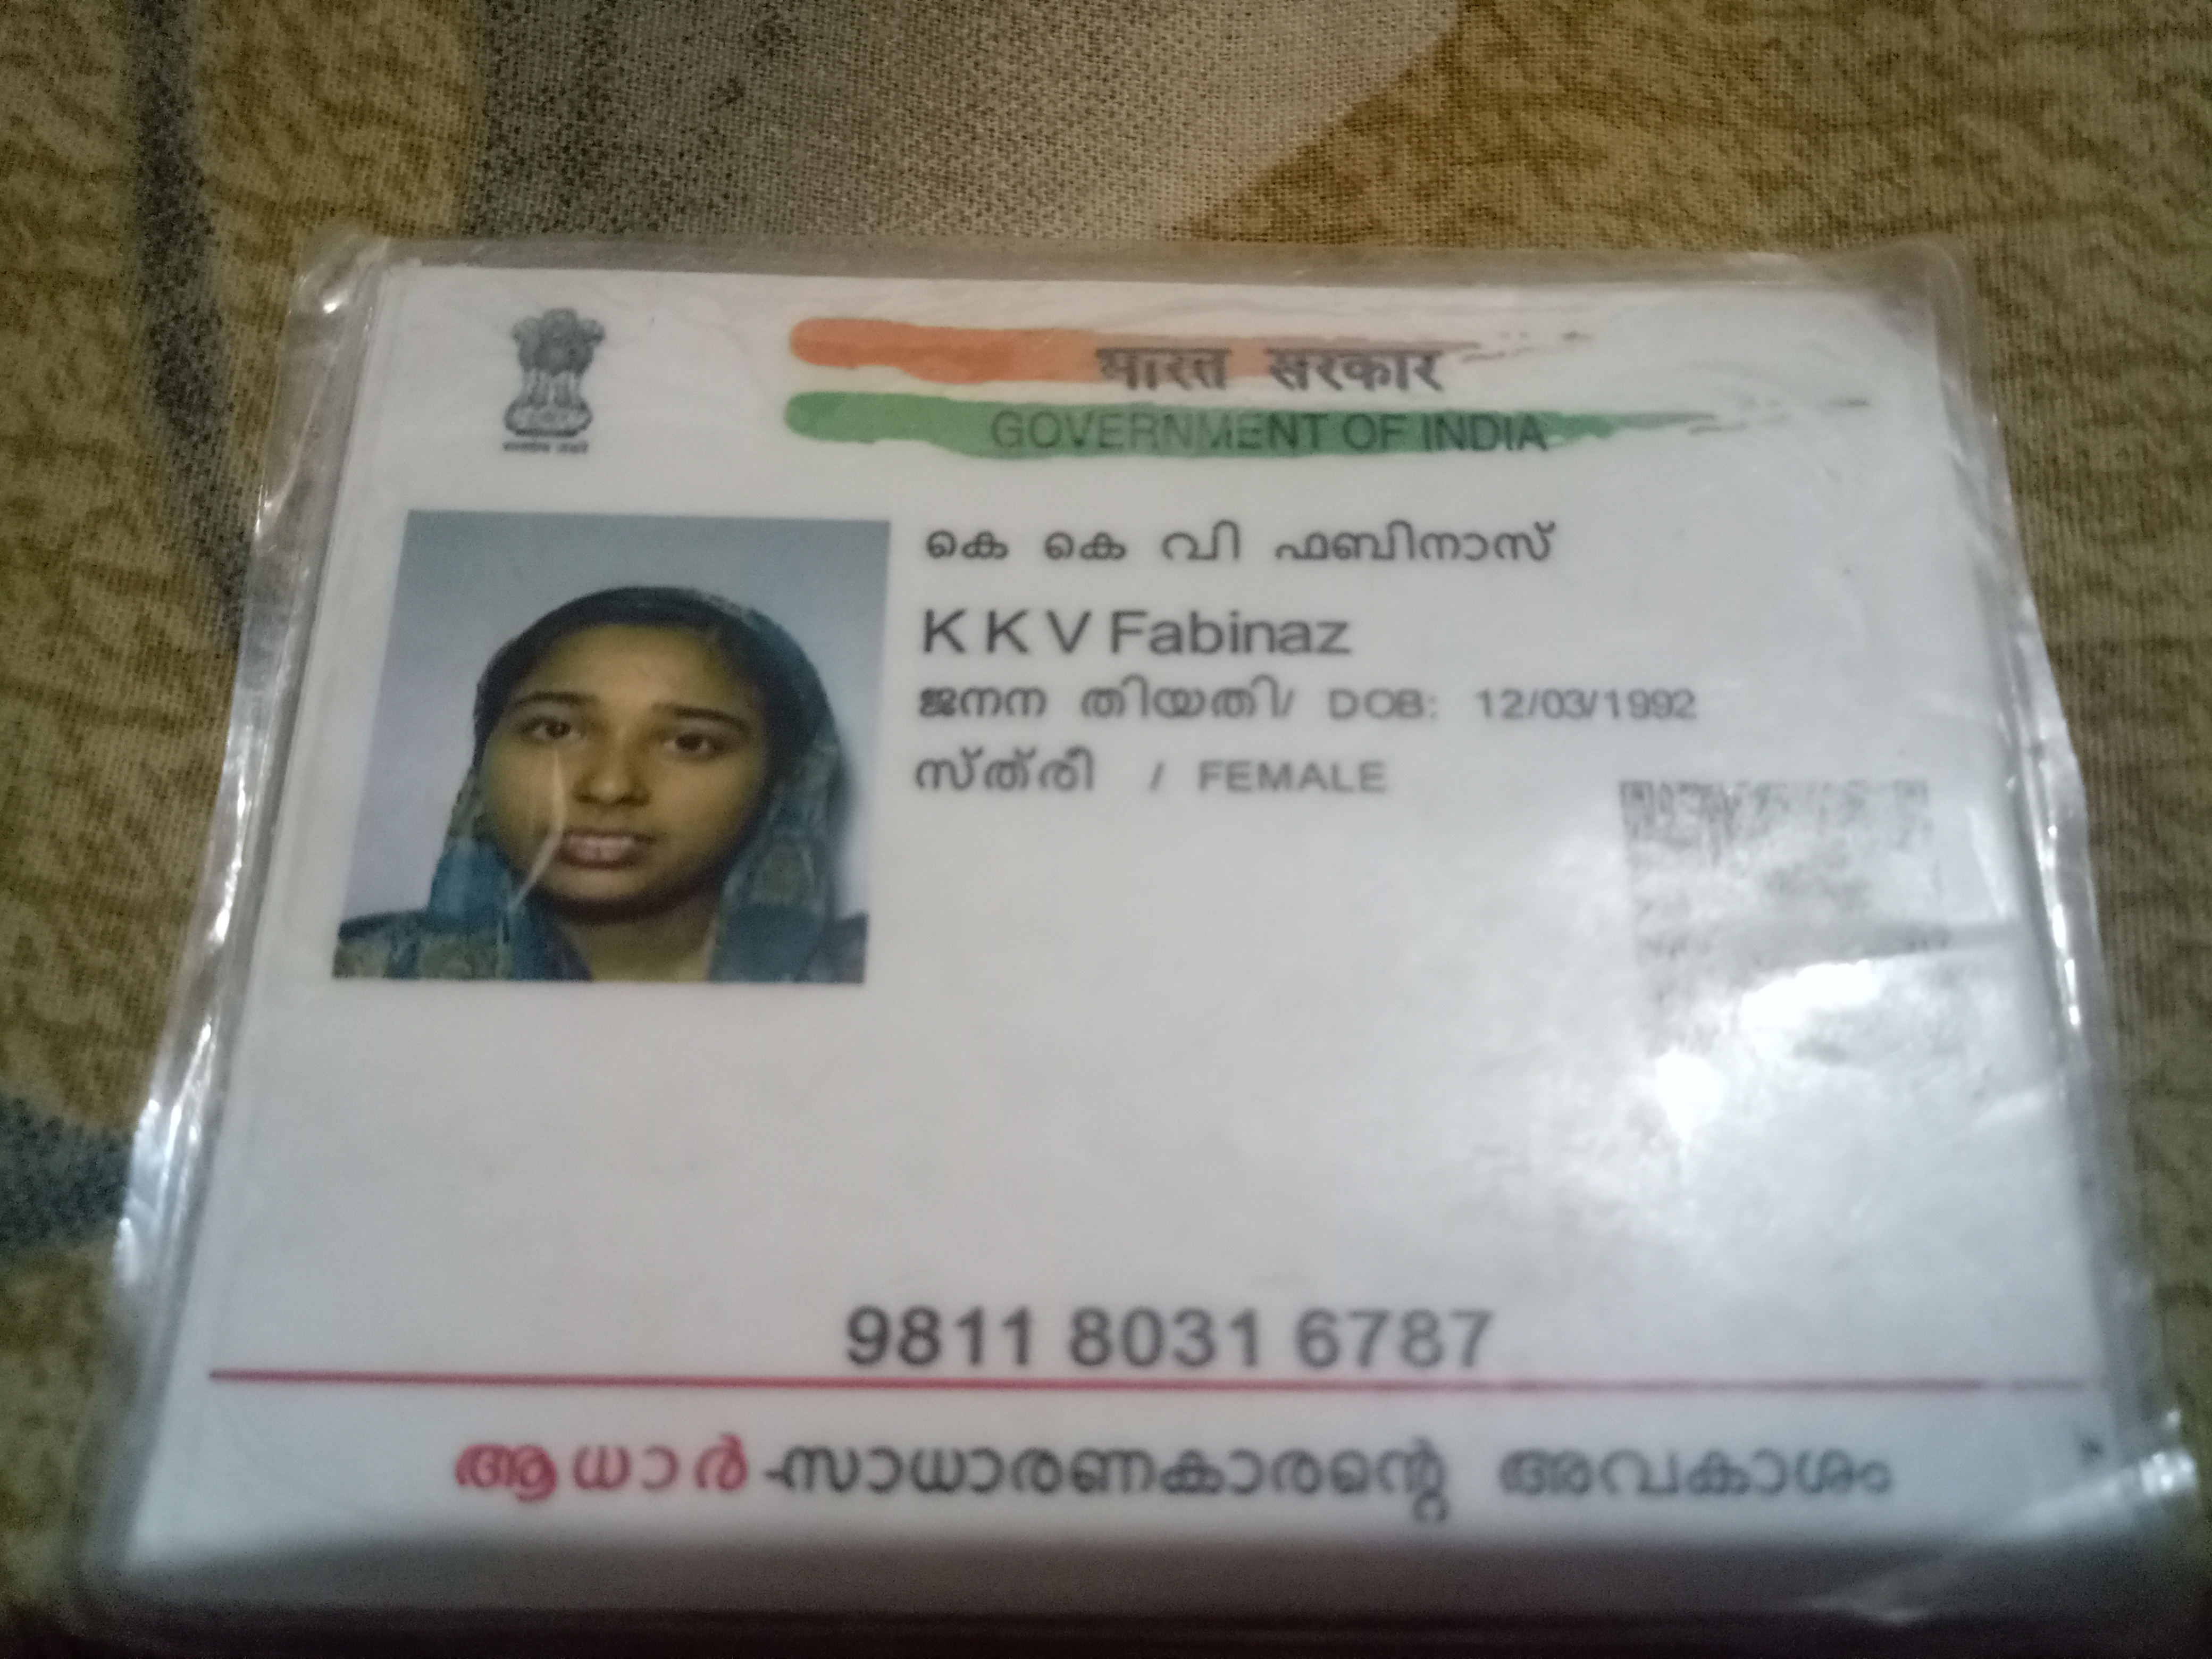 भारत सरकार
GOVERNMENT OF INDIA
കെ കെ വി ഫബിനാസ്
K K V Fabinaz
ജനന തിയതി/ DOB: 12/03/1992
സ്ത്രീ / FEMALE
9811 8031 6787
ആധാർ-സാധാരണകാരന്റെ അവകാശം